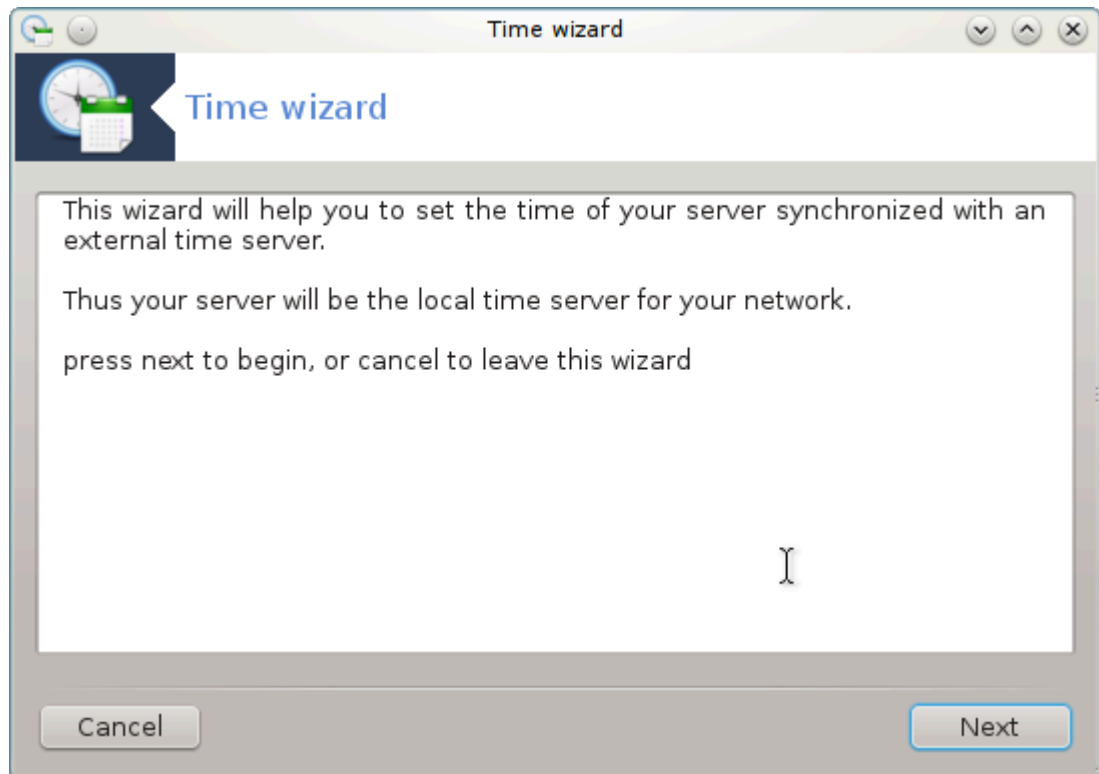 Time wizard
Time wizard
This wizard will help you to set the time of your server synchronized with an
external time server.
Thus your server will be the local time server for your network.
press next to begin, or cancel to leave this wizard
Cancel
Next